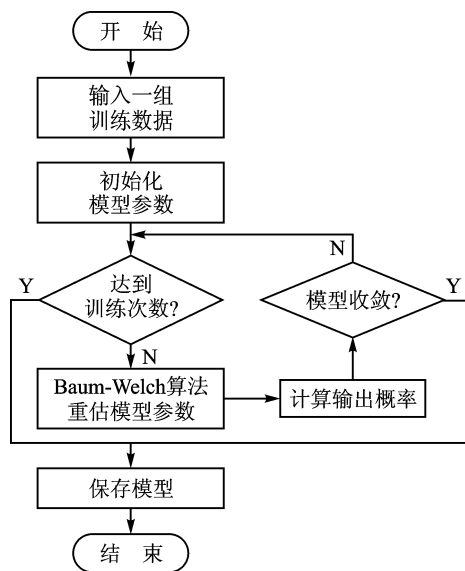 开 始
输入一组
训练数据
初始化
模型参数
N
Y
达到
训练次数?
模型收敛?
Y
N
Baum-Welch算法
重估模型参数
计算输出概率
保存模型
结 束